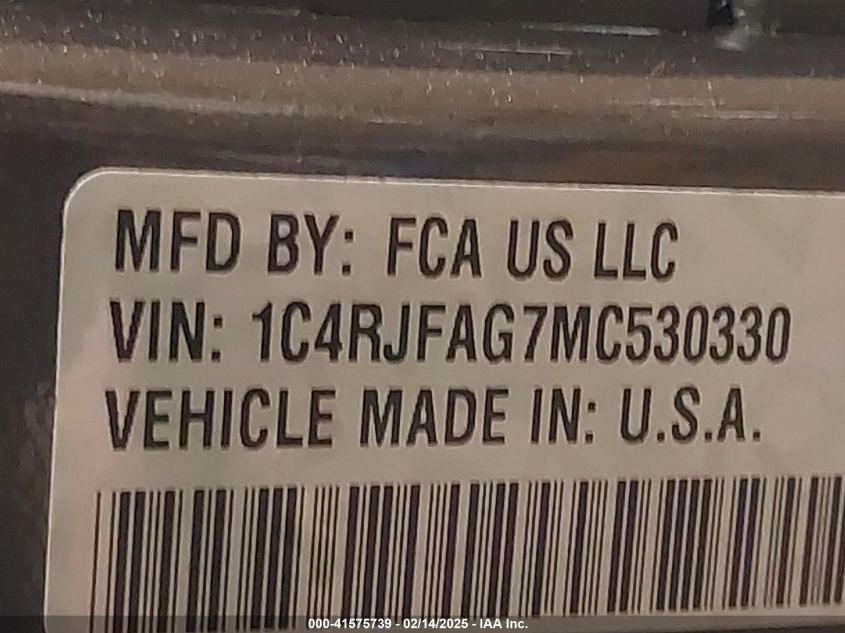 MFD BY: FCA US LLC
VIN: 1C4RJFAG7MC530330
VEHICLE MADE IN: U.S.A.
000-41575739 - 02/14/2025 - IAA Inc.